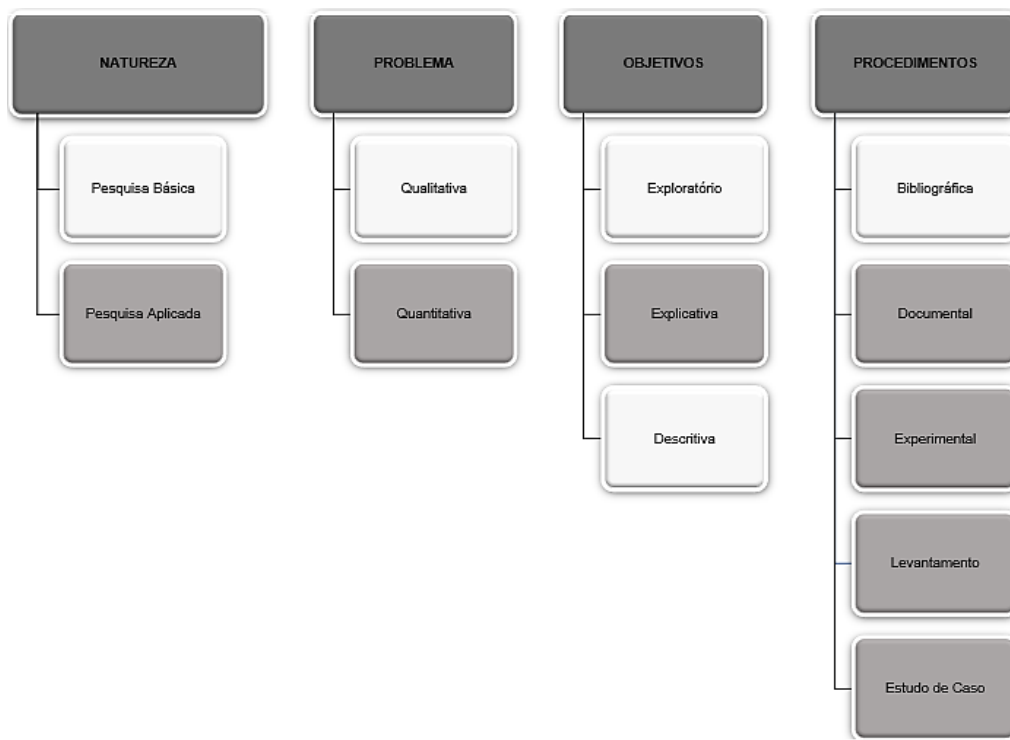 NATUREZA
Pesquisa Básica
Pesquisa Aplicada
PROBLEMA
Qualitativa
Quantitativa
OBJETIVOS
Exploratório
Explicativa
Descritiva
PROCEDIMENTOS
Bibliográfica
Documental
Experimental
Levantamento
Estudo de Caso